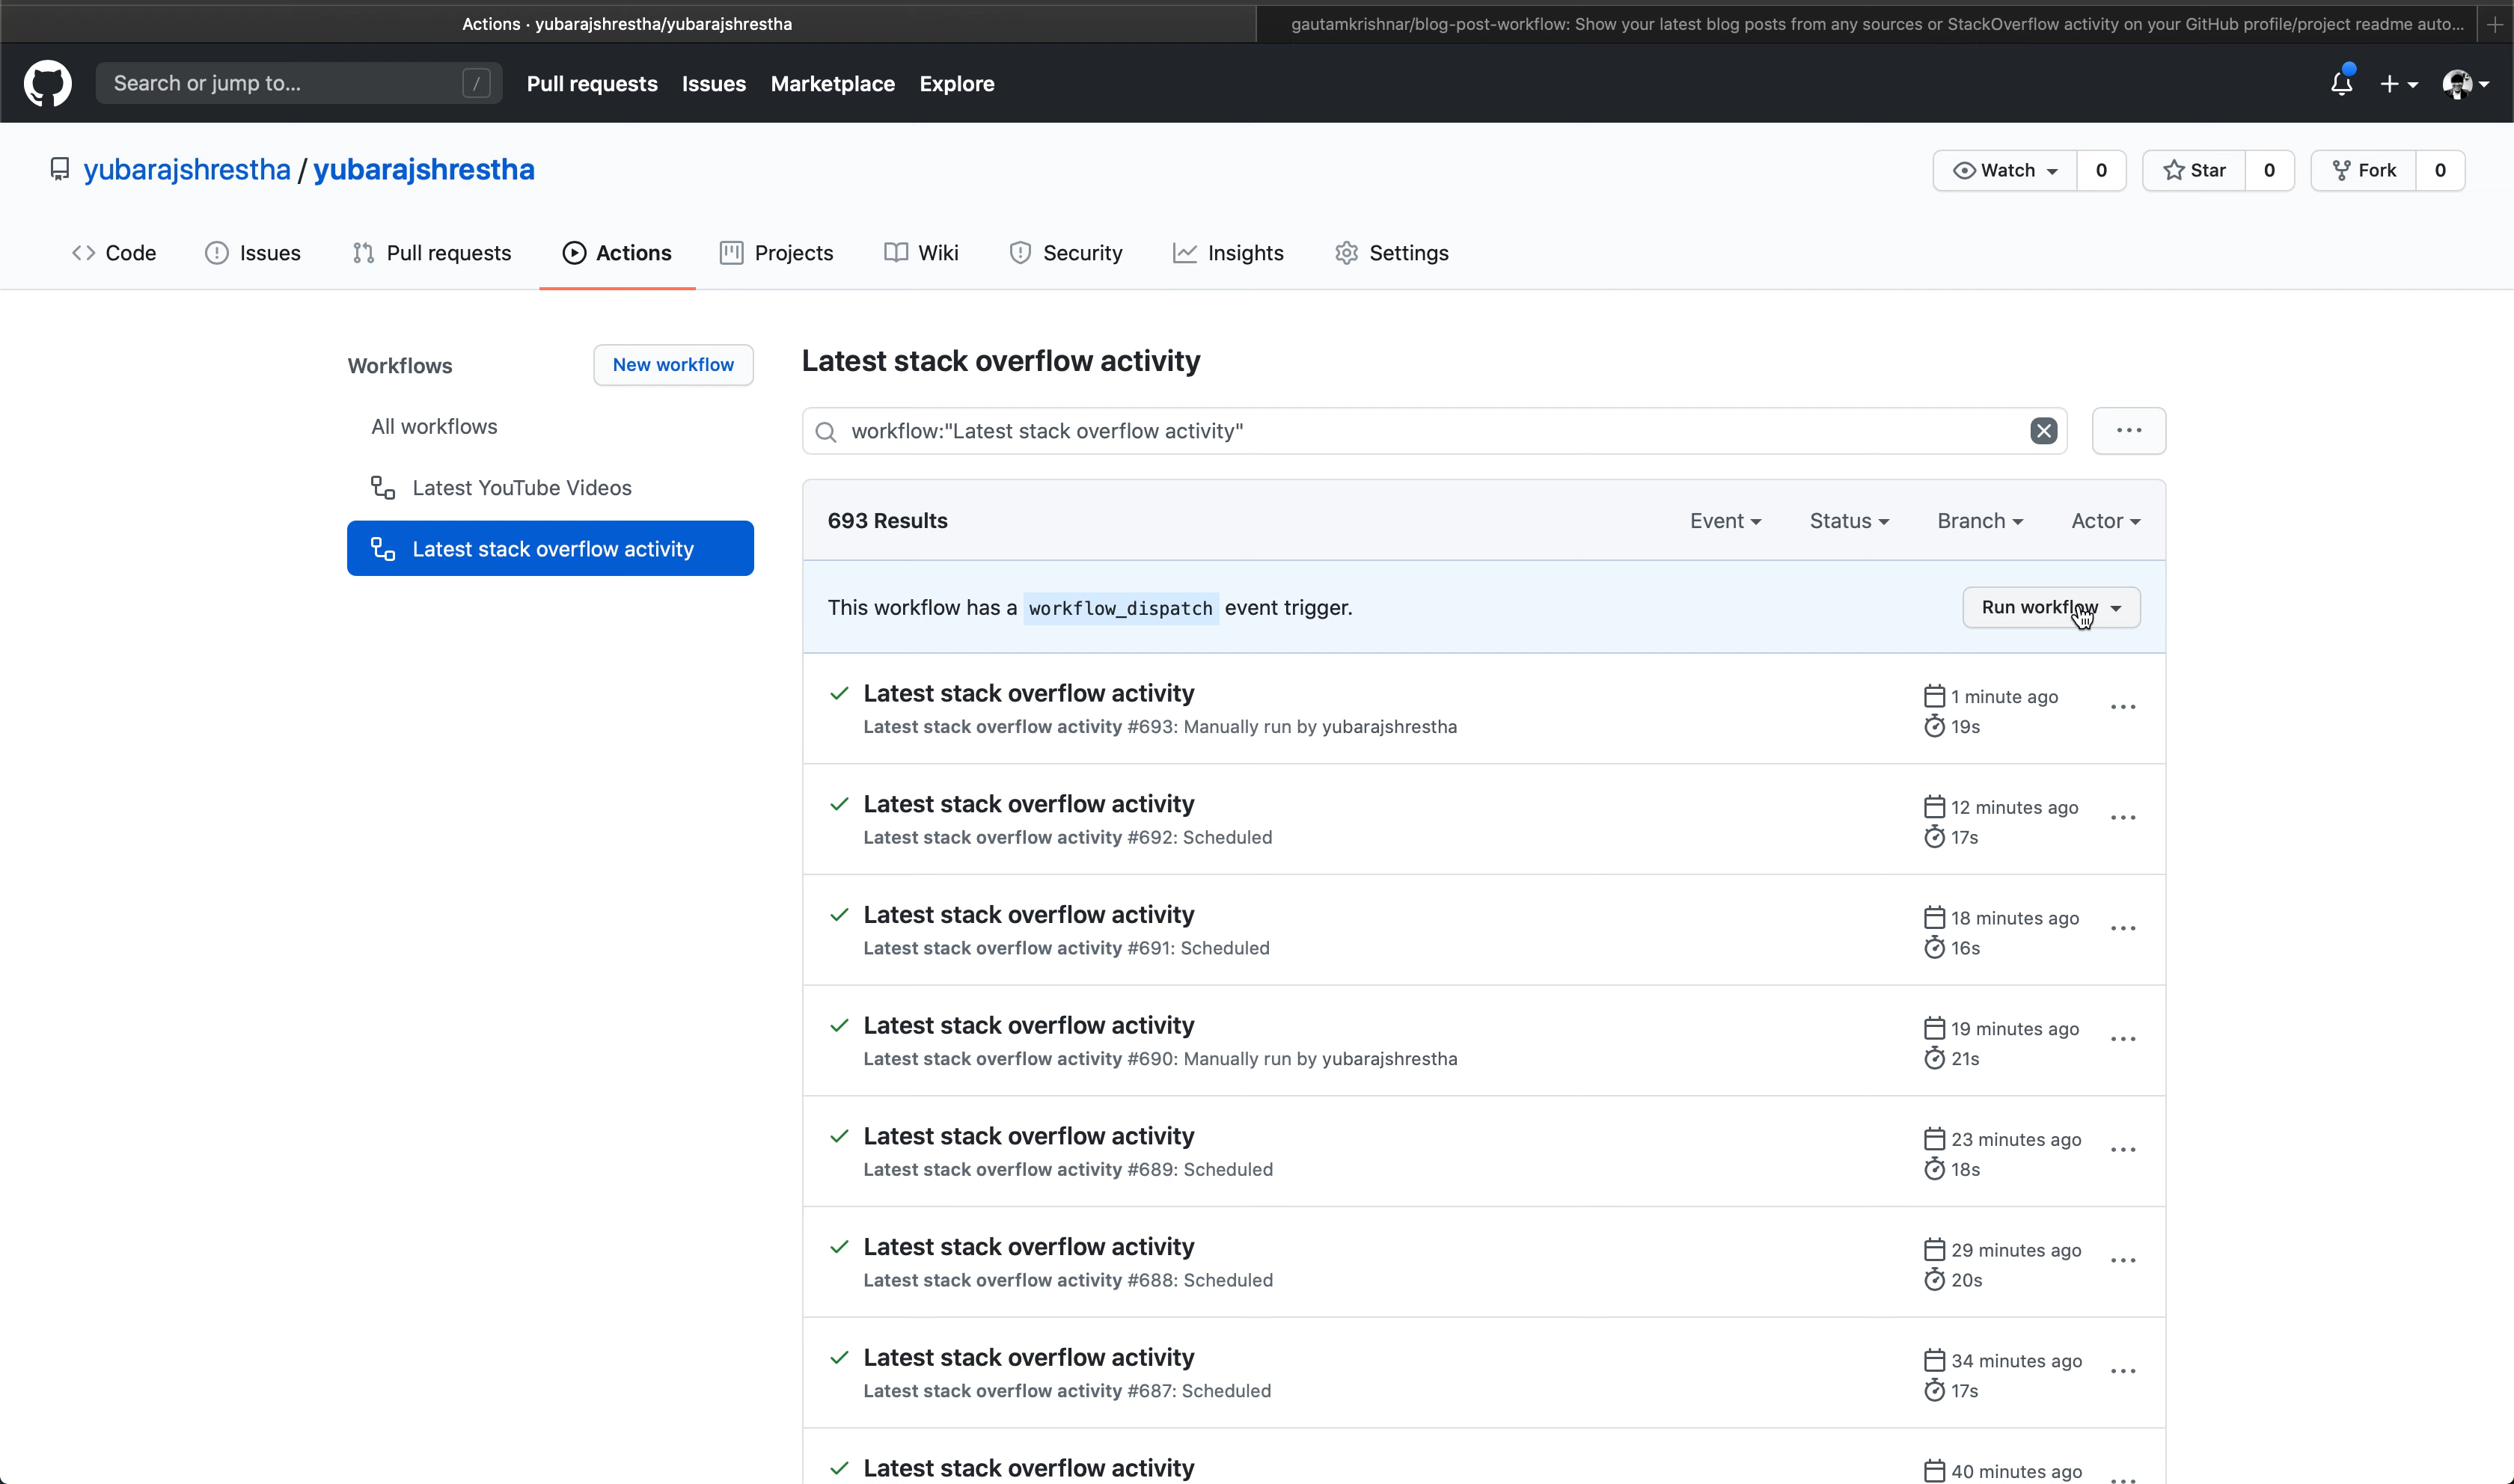 Actions · yubarajshrestha/yubarajshrestha
gautamkrishnar/blog-post-workflow: Show your latest blog posts from any sources or StackOverflow activity on your GitHub profile/project readme auto...
Search or jump to... /
Pull requests Issues Marketplace Explore
yubarajshrestha / yubarajshrestha
Watch 0 Star 0 Fork 0
Code Issues Pull requests Actions Projects Wiki Security Insights Settings
Workflows
New workflow
All workflows
Latest YouTube Videos
Latest stack overflow activity
Latest stack overflow activity
workflow:"Latest stack overflow activity"
693 Results
Event Status Branch Actor
This workflow has a workflow_dispatch event trigger.
Run workflow
Latest stack overflow activity
Latest stack overflow activity #693: Manually run by yubarajshrestha
1 minute ago
19s
Latest stack overflow activity
Latest stack overflow activity #692: Scheduled
12 minutes ago
17s
Latest stack overflow activity
Latest stack overflow activity #691: Scheduled
18 minutes ago
16s
Latest stack overflow activity
Latest stack overflow activity #690: Manually run by yubarajshrestha
19 minutes ago
21s
Latest stack overflow activity
Latest stack overflow activity #689: Scheduled
23 minutes ago
18s
Latest stack overflow activity
Latest stack overflow activity #688: Scheduled
29 minutes ago
20s
Latest stack overflow activity
Latest stack overflow activity #687: Scheduled
34 minutes ago
17s
Latest stack overflow activity
40 minutes ago